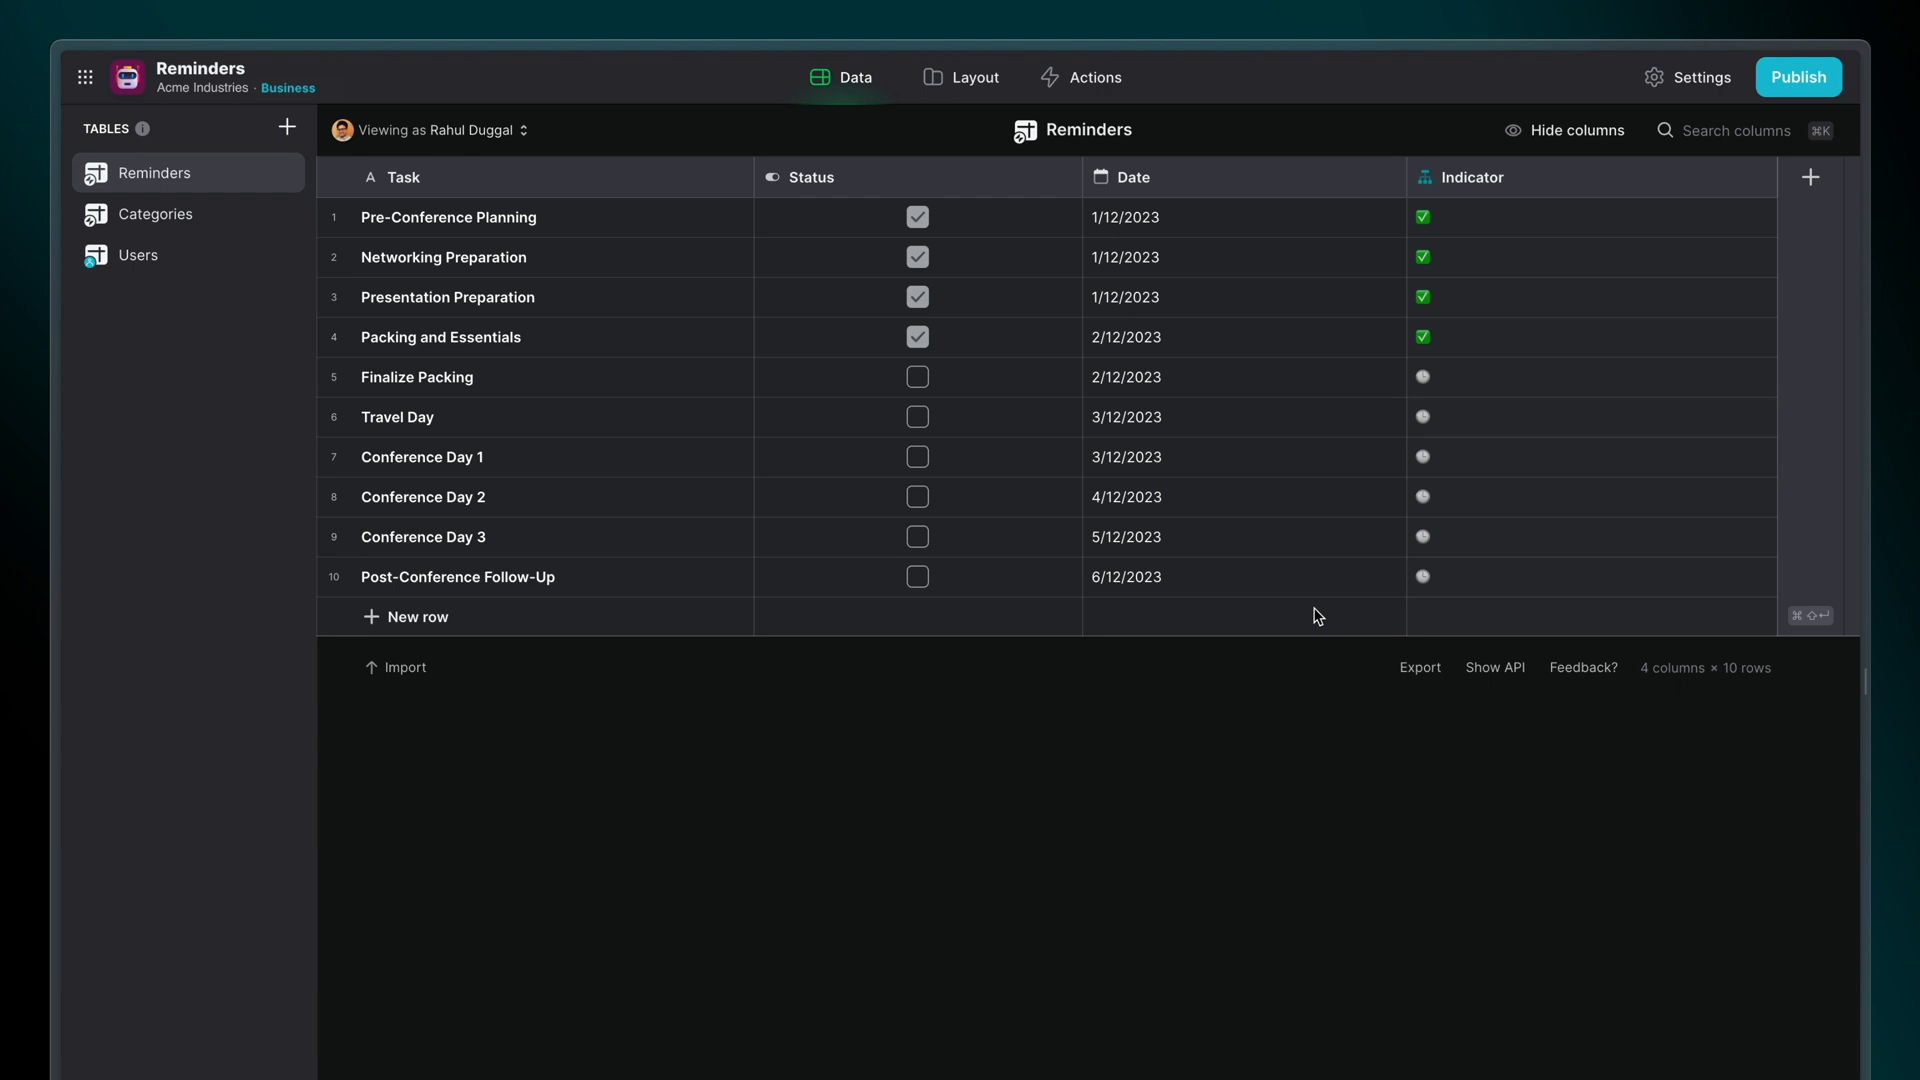 Reminders
Acme Industries · Business
Data
Layout
Actions
Settings
Publish
TABLES
Viewing as Rahul Duggal
Reminders
Hide columns
Search columns ⌘K
Reminders
Categories
Users
Task Status Date Indicator
1 Pre-Conference Planning 1/12/2023
2 Networking Preparation 1/12/2023
3 Presentation Preparation 1/12/2023
4 Packing and Essentials 2/12/2023
5 Finalize Packing 2/12/2023
6 Travel Day 3/12/2023
7 Conference Day 1 3/12/2023
8 Conference Day 2 4/12/2023
9 Conference Day 3 5/12/2023
10 Post-Conference Follow-Up 6/12/2023
New row ⌘⇧↵
Import
Export
Show API
Feedback?
4 columns × 10 rows